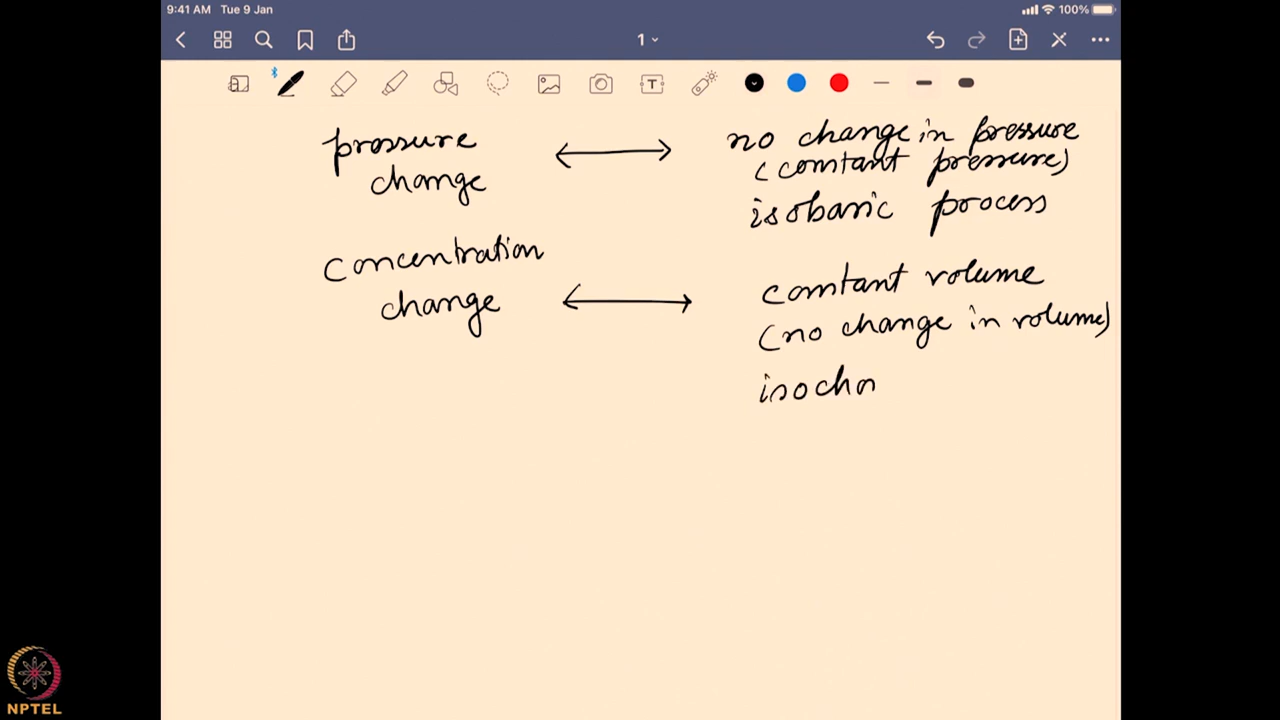 9:41 AM Tue 9 Jan
100%
1
T
pressure
change
no change in pressure
(constant pressure)
isobaric process
concentration
change
constant volume
(no change in volume)
isocho
NPTEL